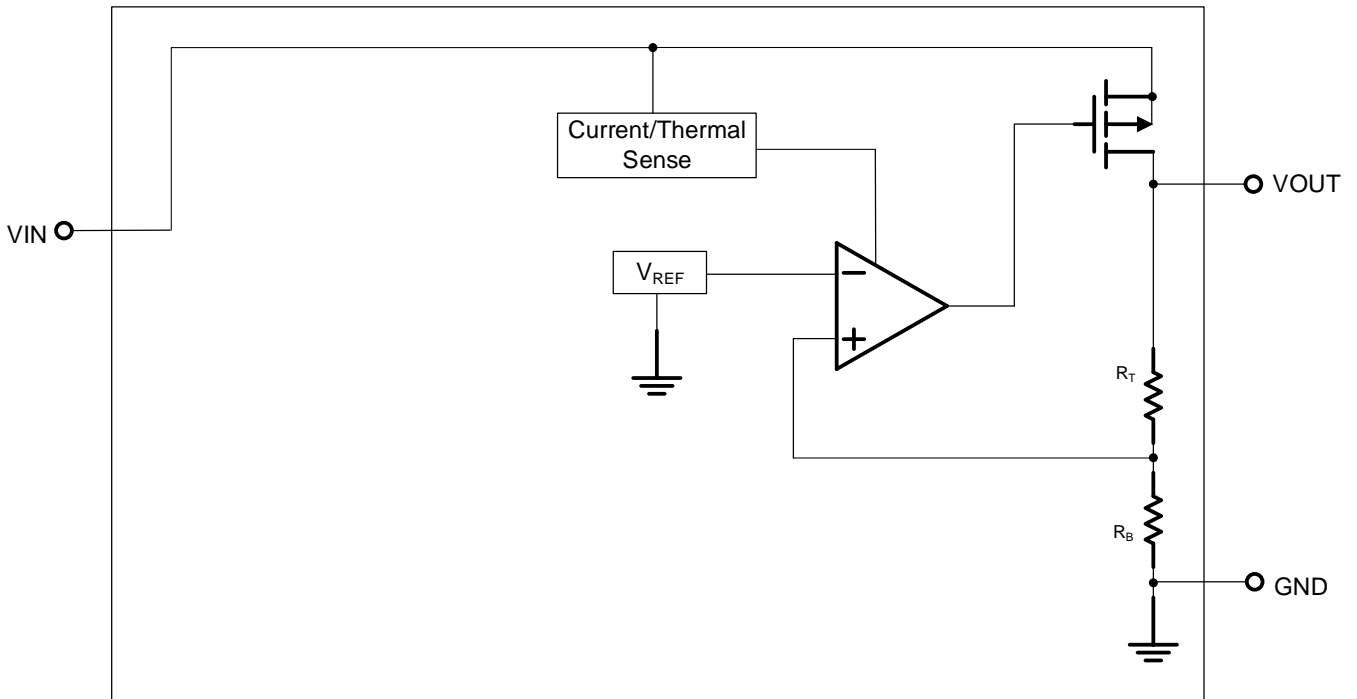 Current/Thermal
Sense
VOUT
VIN
VREF
−
+
RT
RB
GND